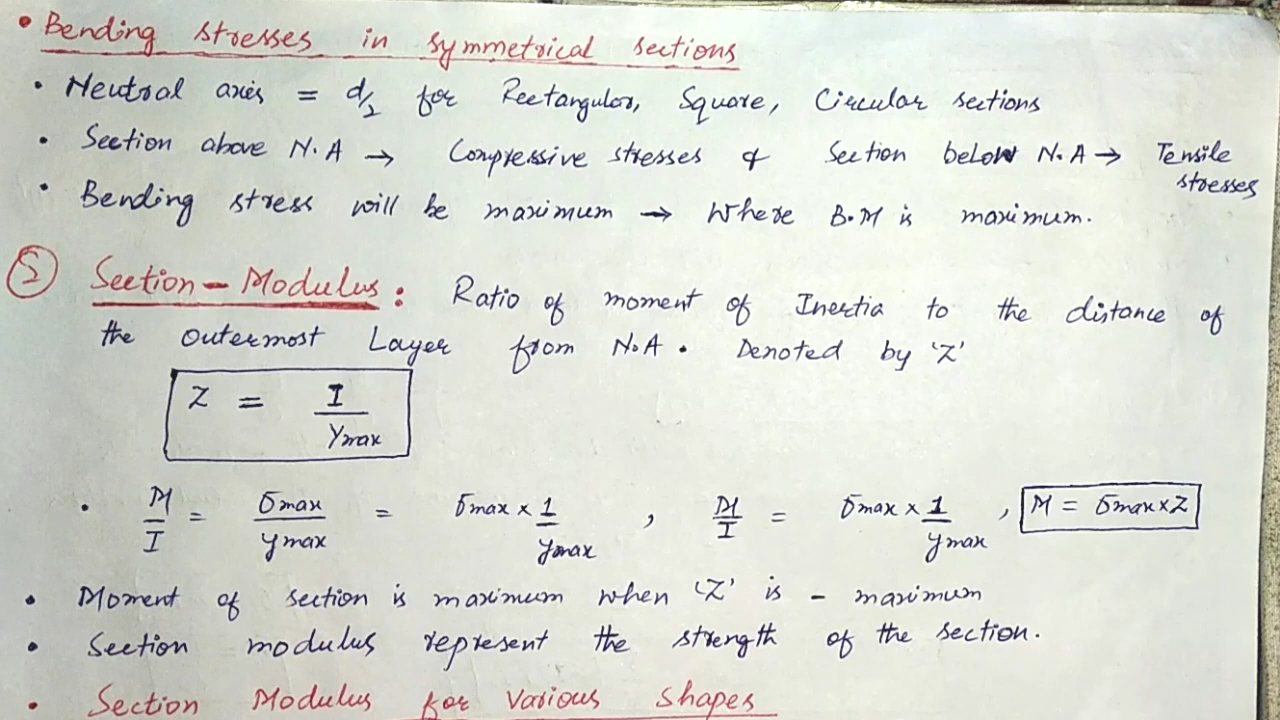 • Bending stresses in symmetrical sections
• Neutral axis = d/2 for Rectangular, Square, Circular sections
• Section above N.A → Compressive stresses & Section below N.A → Tensile stresses
• Bending stress will be maximum → Where B.M is maximum.
⑤ Section - Modulus : Ratio of moment of Inertia to the distance of
the outermost Layer from N.A. Denoted by 'Z'
Z = I / Ymax
• M/I = σmax / ymax = σmax × 1/ymax , M/I = σmax × 1/ymax , M = σmax × Z
• Moment of section is maximum when 'Z' is - maximum
• Section modulus represent the strength of the section.
• Section Modulus for Various Shapes